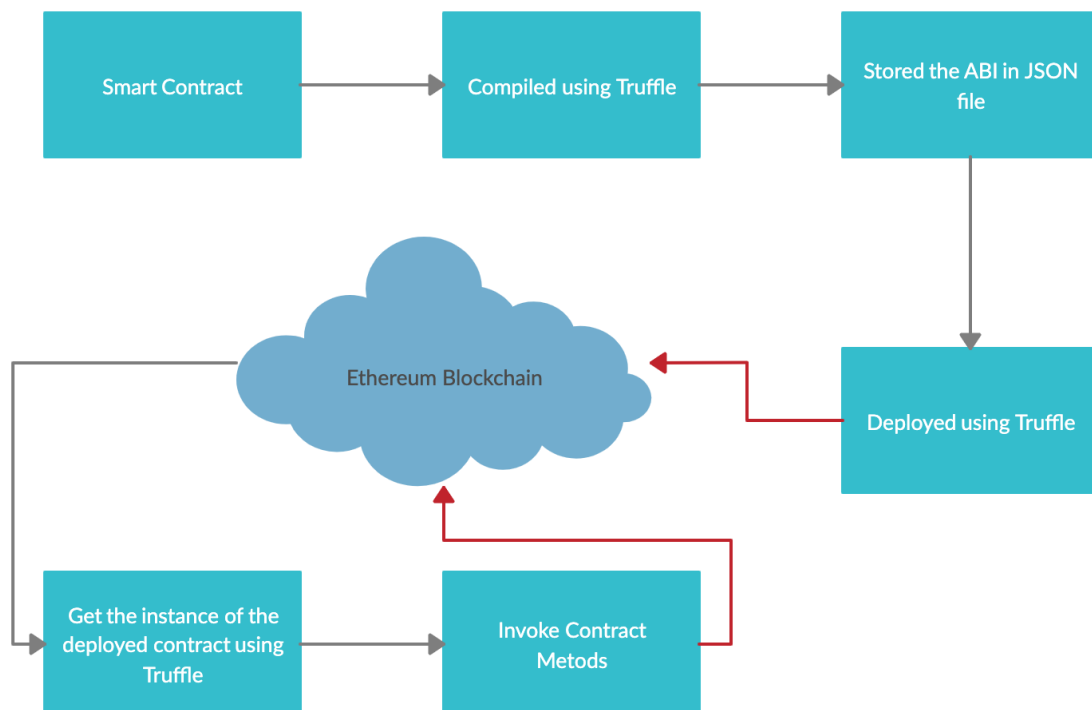 Smart Contract
Compiled using Truffle
Stored the ABI in JSON
file
Ethereum Blockchain
Deployed using Truffle
Get the instance of the
deployed contract using
Truffle
Invoke Contract
Metods